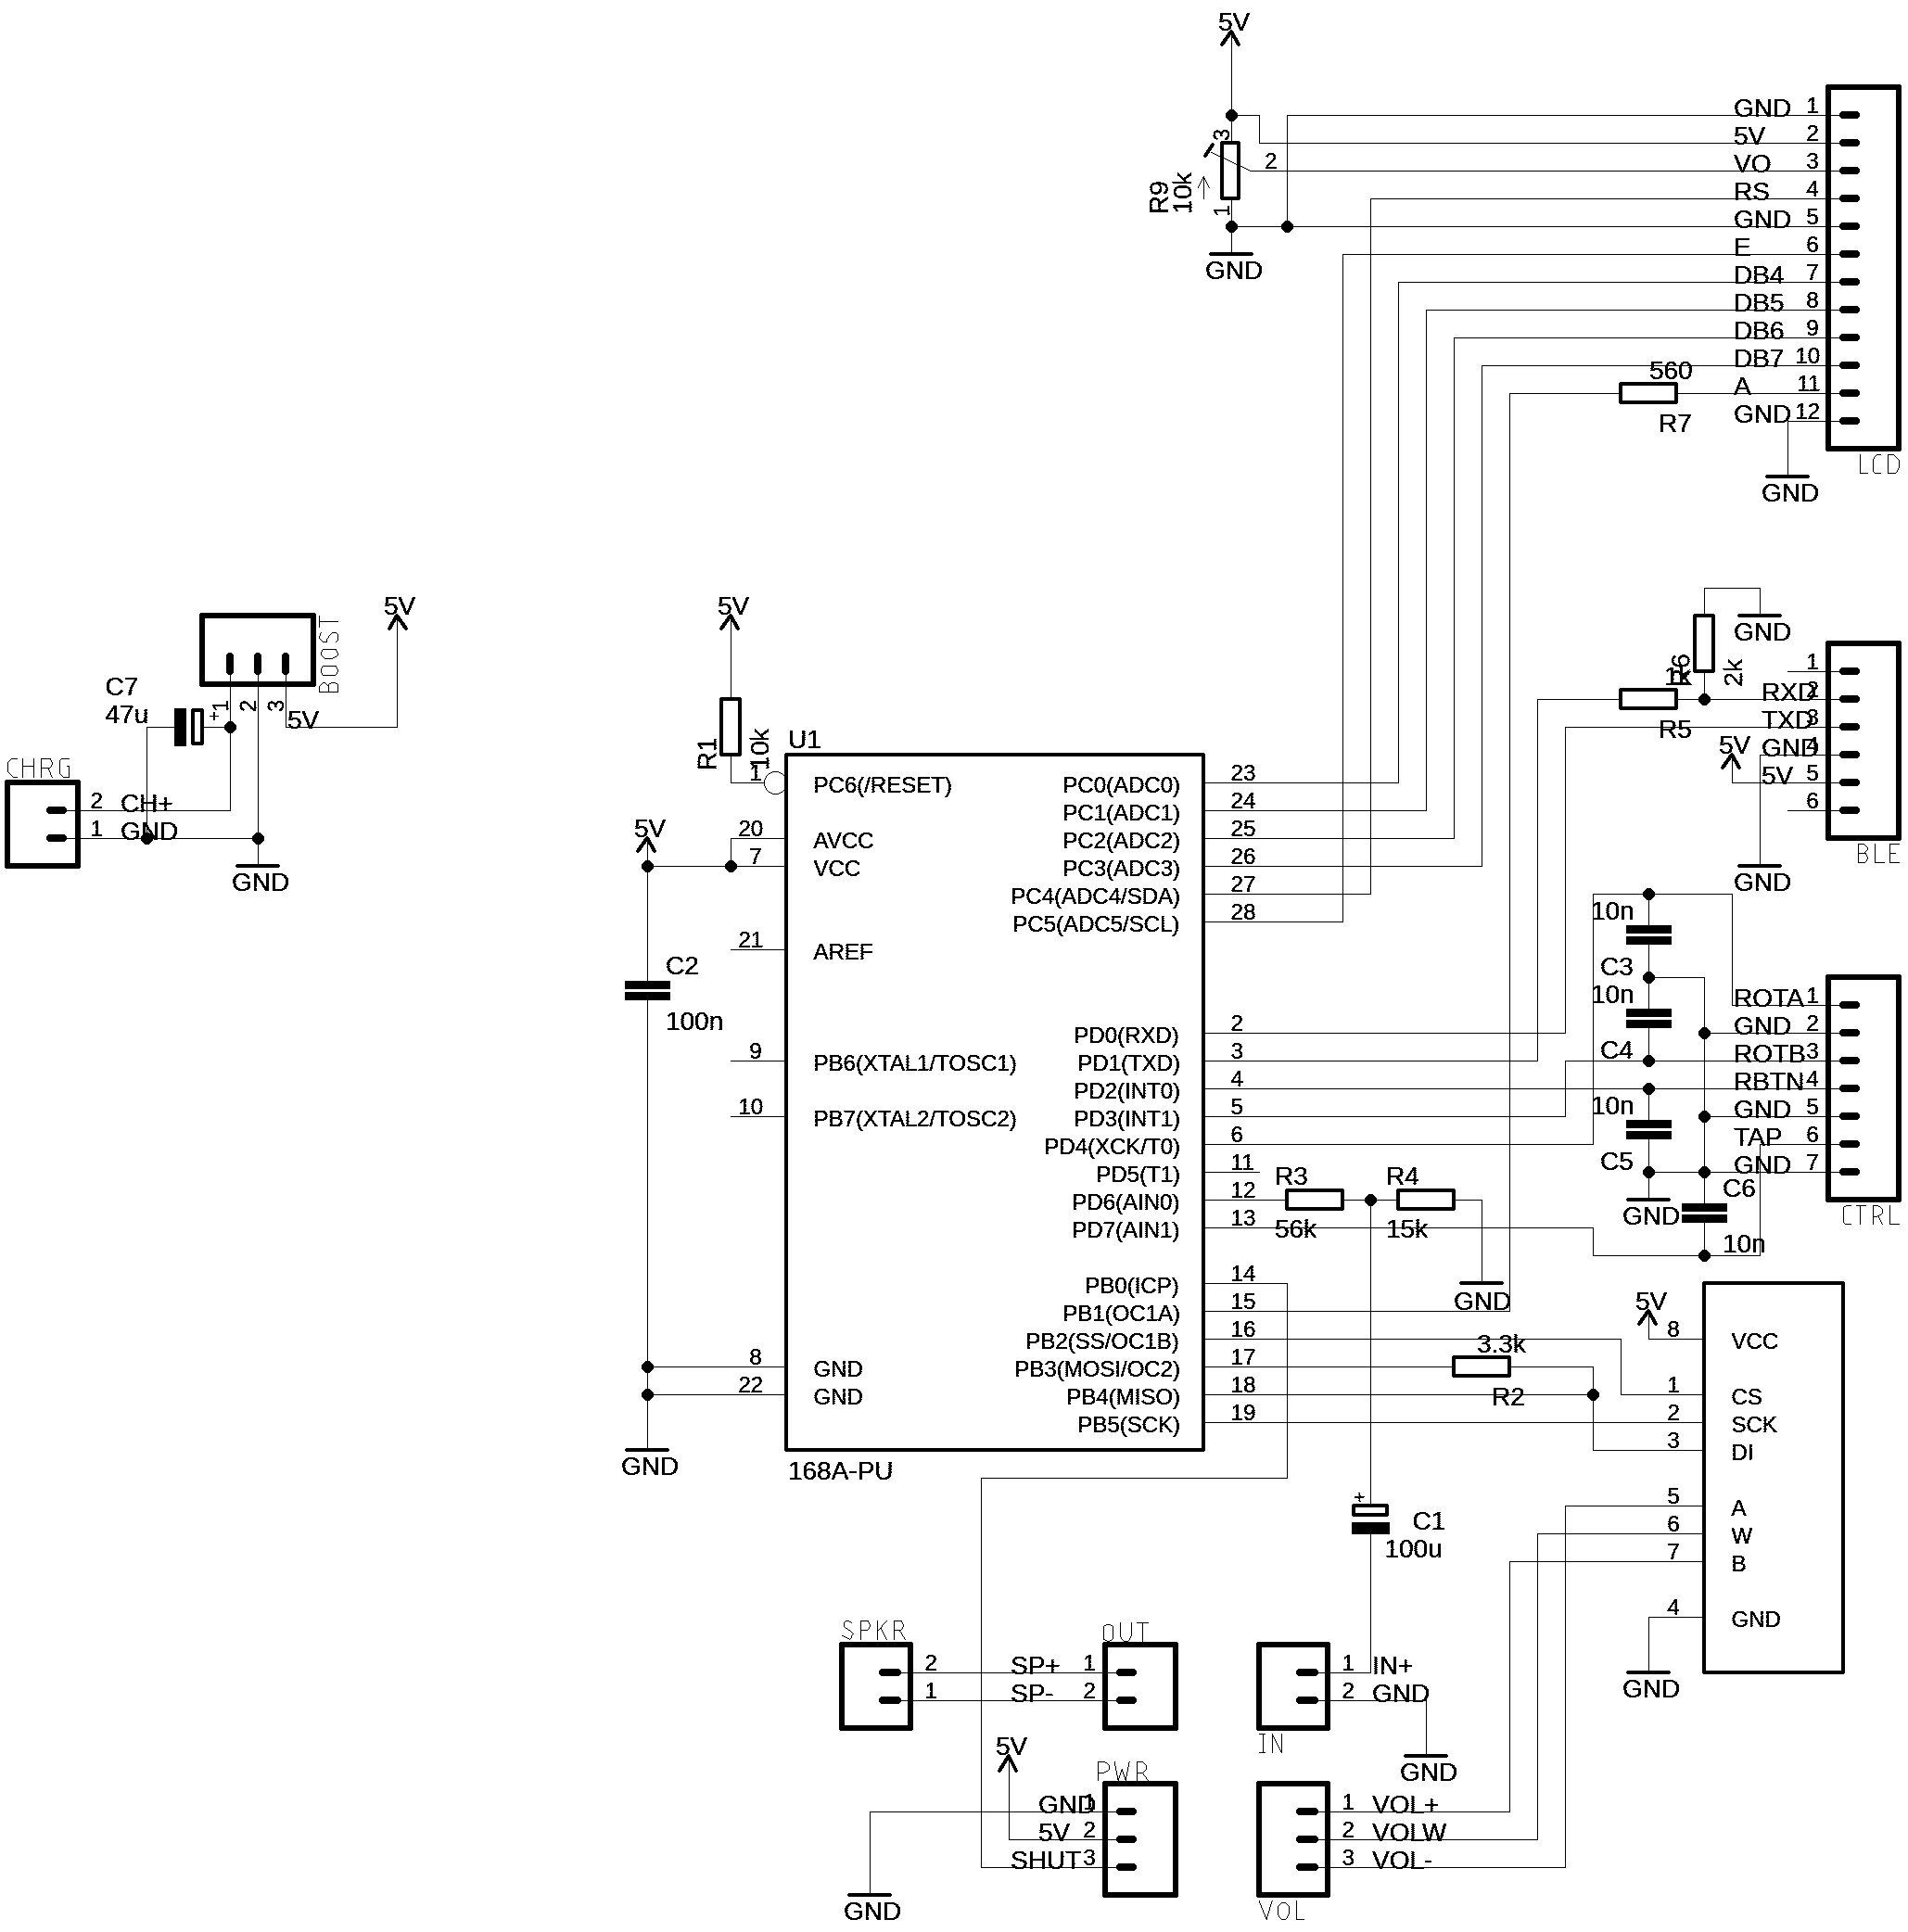 5V
GND 1
5V 2
VO 3
RS 4
GND 5
E 6
DB4 7
DB5 8
DB6 9
DB7 10
A 11
GND 12
LCD
GND
3
2
1
R9
10k
GND
560
R7
5V
BOOST
1
2
3
5V
C7
47u
+
CHRG
2 CH+
1 GND
GND
5V
R1
10k
U1
1 PC6(/RESET)
20 AVCC
7 VCC
21 AREF
9 PB6(XTAL1/TOSC1)
10 PB7(XTAL2/TOSC2)
8 GND
22 GND
PC0(ADC0) 23
PC1(ADC1) 24
PC2(ADC2) 25
PC3(ADC3) 26
PC4(ADC4/SDA) 27
PC5(ADC5/SCL) 28
PD0(RXD) 2
PD1(TXD) 3
PD2(INT0) 4
PD3(INT1) 5
PD4(XCK/T0) 6
PD5(T1) 11
PD6(AIN0) 12
PD7(AIN1) 13
PB0(ICP) 14
PB1(OC1A) 15
PB2(SS/OC1B) 16
PB3(MOSI/OC2) 17
PB4(MISO) 18
PB5(SCK) 19
168A-PU
5V
C2
100n
GND
GND
R6
2k
1k
R5
1
RXD 2
TXD 3
GND 4
5V 5
6
BLE
5V
GND
10n
C3
10n
C4
10n
C5
GND
C6
10n
ROTA 1
GND 2
ROTB 3
RBTN 4
GND 5
TAP 6
GND 7
CTRL
R3
56k
R4
15k
GND
3.3k
R2
5V
8 VCC
1 CS
2 SCK
3 DI
5 A
6 W
7 B
4 GND
GND
+
C1
100u
SPKR
2 SP+
1 SP-
OUT
1
2
IN
1 IN+
2 GND
GND
5V
PWR
GND 1
5V 2
SHUT 3
GND
VOL
1 VOL+
2 VOLW
3 VOL-